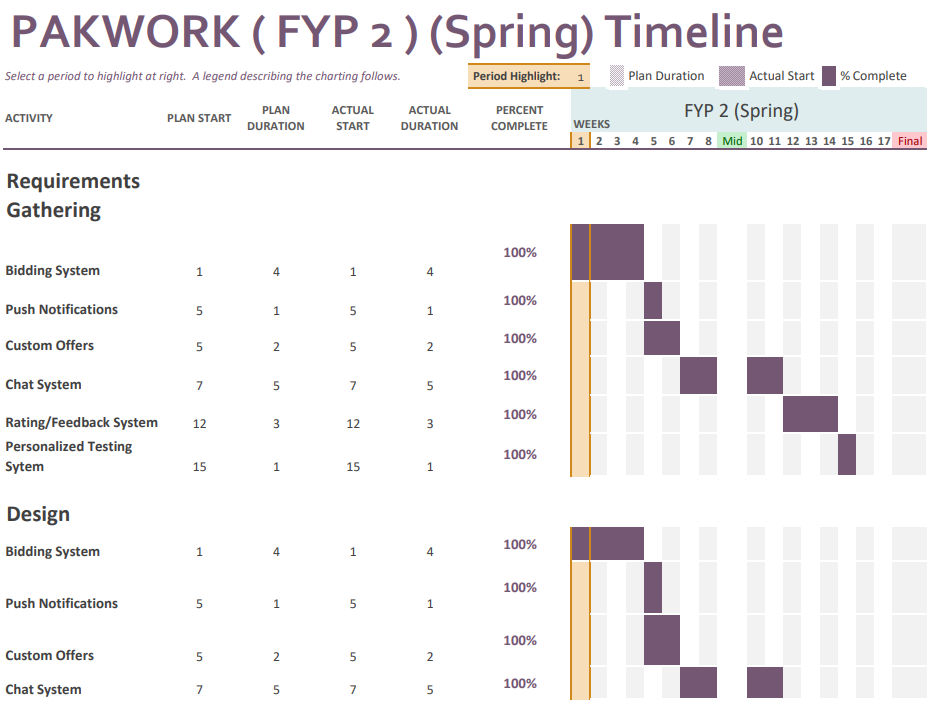 PAKWORK ( FYP 2 ) (Spring) Timeline
Select a period to highlight at right. A legend describing the charting follows.
Period Highlight: 1
Plan Duration
Actual Start
% Complete
ACTIVITY
PLAN START
PLAN DURATION
ACTUAL START
ACTUAL DURATION
PERCENT COMPLETE
FYP 2 (Spring)
WEEKS
1 2 3 4 5 6 7 8 Mid 10 11 12 13 14 15 16 17 Final
Requirements
Gathering
Bidding System 1 4 1 4 100%
Push Notifications 5 1 5 1 100%
Custom Offers 5 2 5 2 100%
Chat System 7 5 7 5 100%
Rating/Feedback System 12 3 12 3 100%
Personalized Testing
Sytem 15 1 15 1 100%
Design
Bidding System 1 4 1 4 100%
Push Notifications 5 1 5 1 100%
Custom Offers 5 2 5 2 100%
Chat System 7 5 7 5 100%